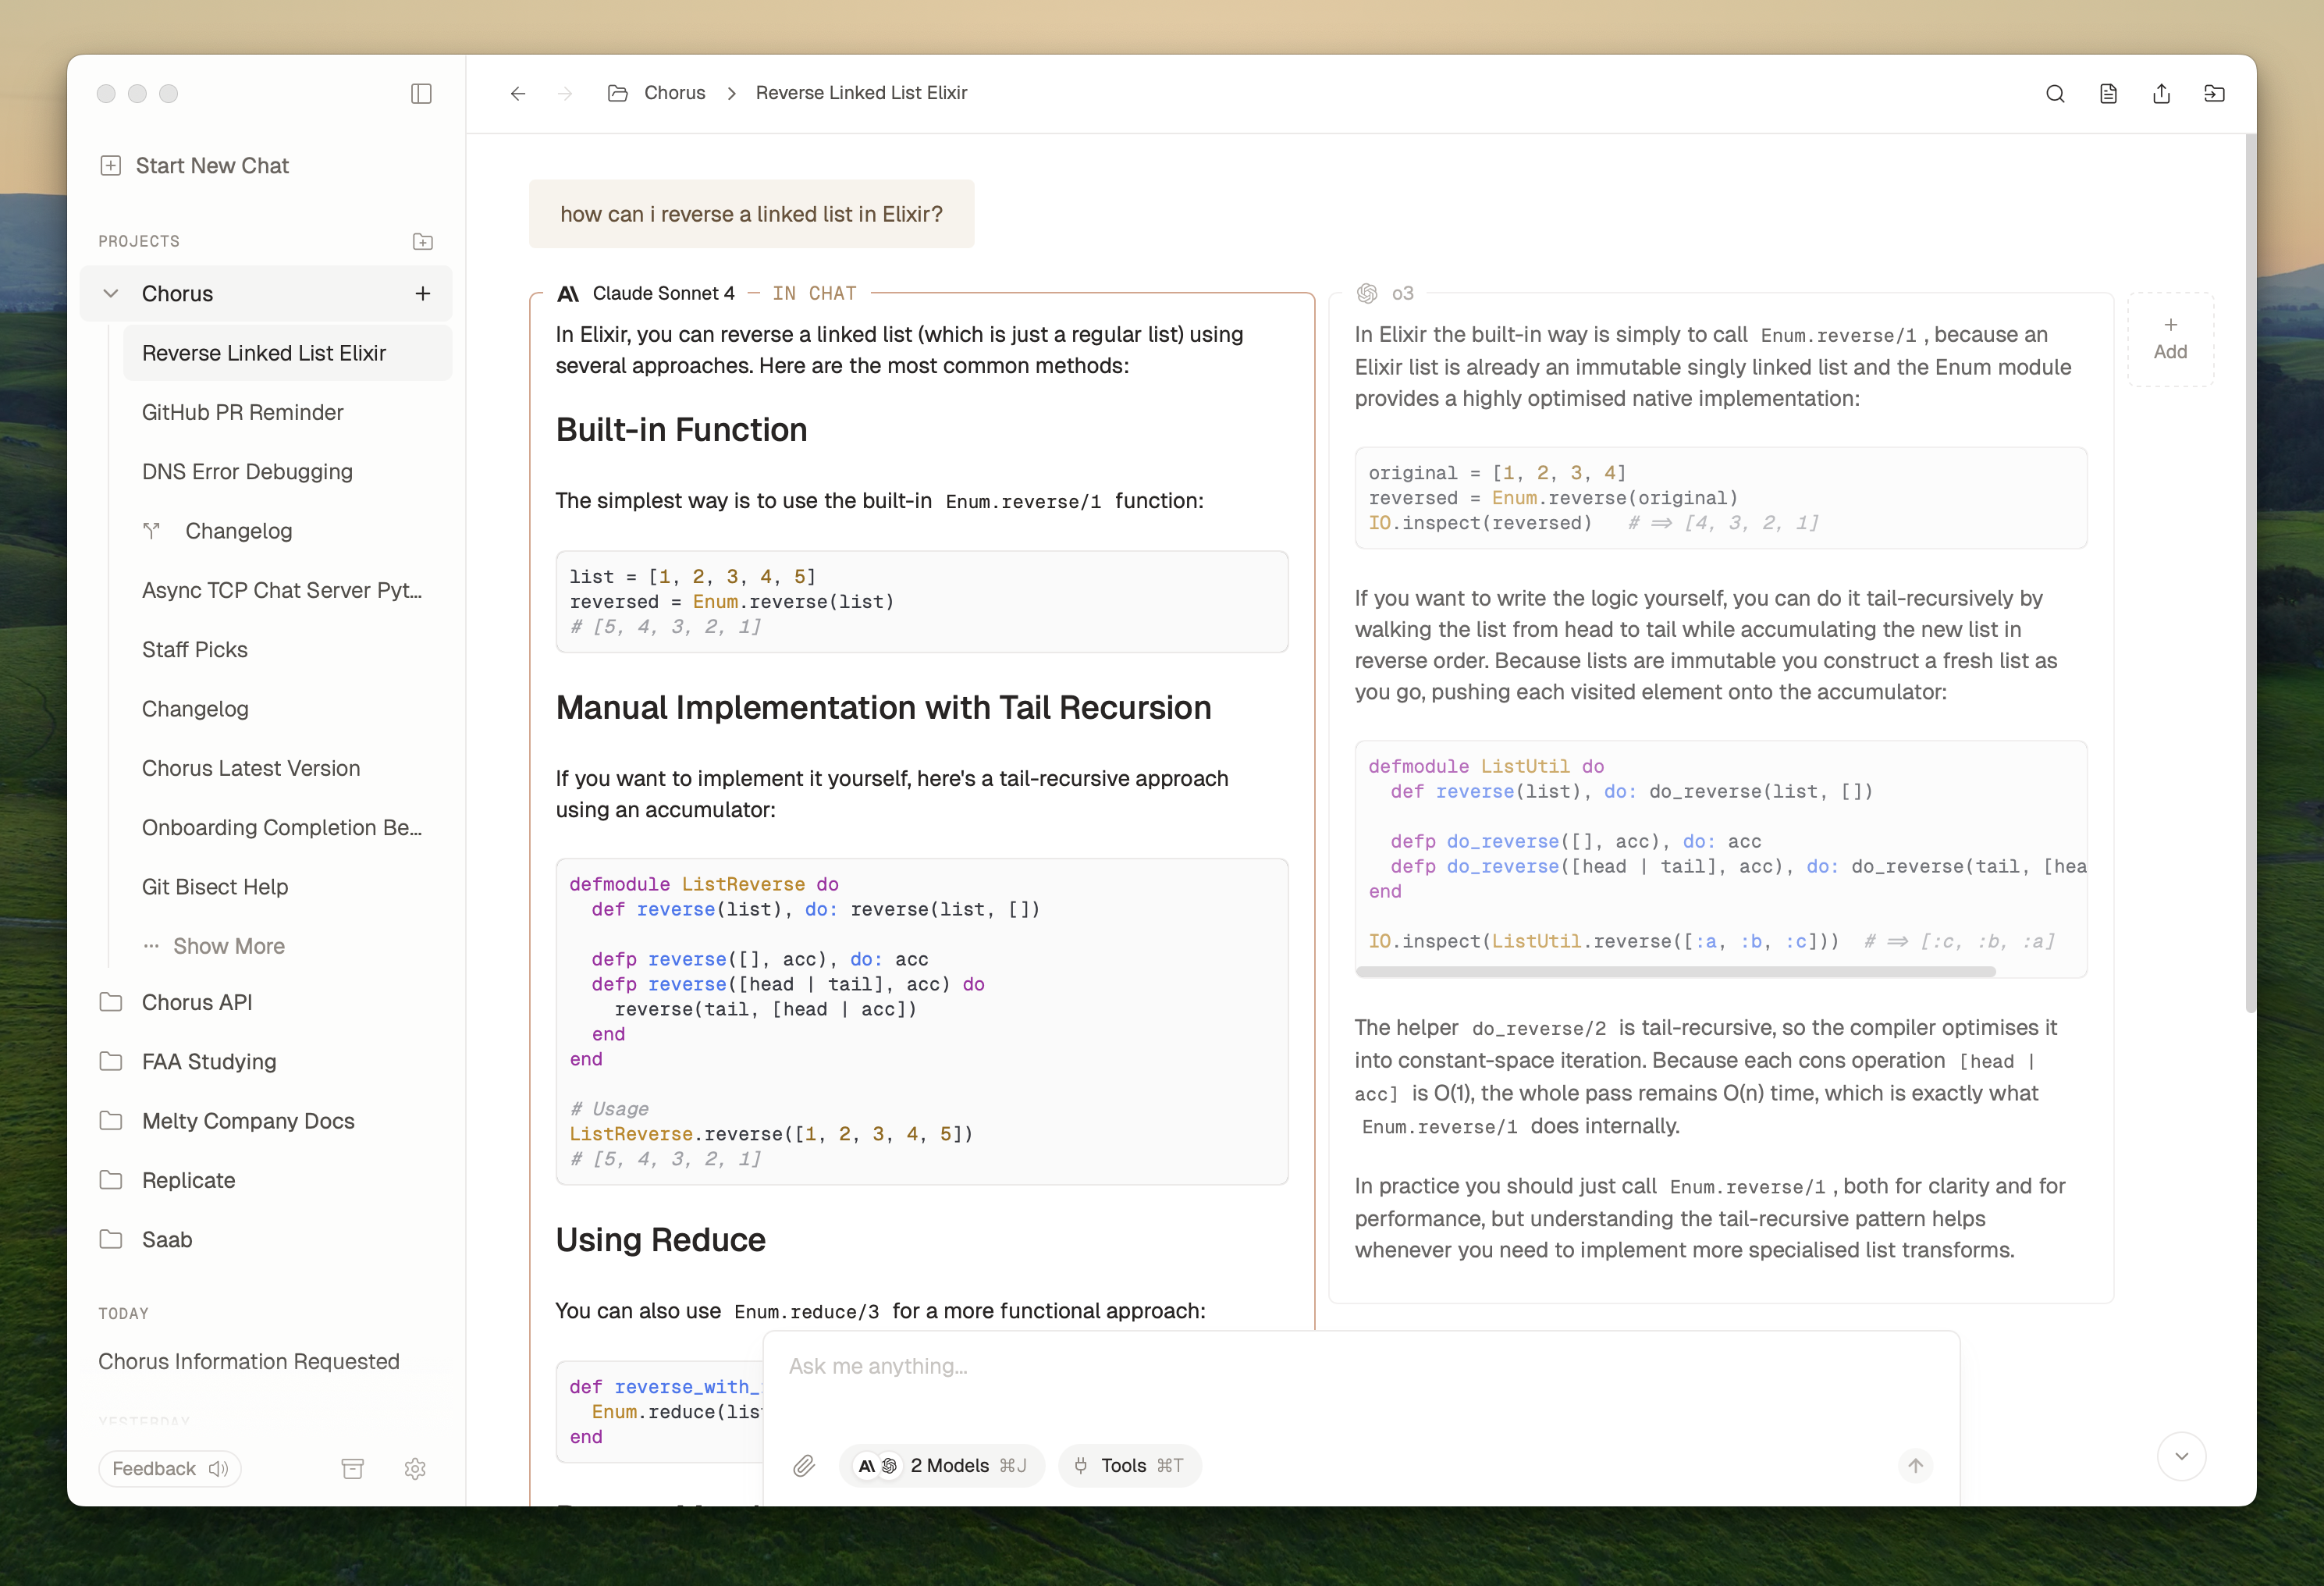 Start New Chat
PROJECTS
Chorus
Reverse Linked List Elixir
GitHub PR Reminder
DNS Error Debugging
Changelog
Async TCP Chat Server Pyt...
Staff Picks
Changelog
Chorus Latest Version
Onboarding Completion Be...
Git Bisect Help
··· Show More
Chorus API
FAA Studying
Melty Company Docs
Replicate
Saab
TODAY
Chorus Information Requested
YESTERDAY
Feedback
Chorus > Reverse Linked List Elixir
how can i reverse a linked list in Elixir?
Claude Sonnet 4 — IN CHAT
In Elixir, you can reverse a linked list (which is just a regular list) using
several approaches. Here are the most common methods:
Built-in Function
The simplest way is to use the built-in Enum.reverse/1 function:
list = [1, 2, 3, 4, 5]
reversed = Enum.reverse(list)
# [5, 4, 3, 2, 1]
Manual Implementation with Tail Recursion
If you want to implement it yourself, here's a tail-recursive approach
using an accumulator:
defmodule ListReverse do
  def reverse(list), do: reverse(list, [])
  defp reverse([], acc), do: acc
  defp reverse([head | tail], acc) do
    reverse(tail, [head | acc])
  end
end
# Usage
ListReverse.reverse([1, 2, 3, 4, 5])
# [5, 4, 3, 2, 1]
Using Reduce
You can also use Enum.reduce/3 for a more functional approach:
def reverse_with_
  Enum.reduce(lis
end
o3
In Elixir the built-in way is simply to call Enum.reverse/1 , because an
Elixir list is already an immutable singly linked list and the Enum module
provides a highly optimised native implementation:
original = [1, 2, 3, 4]
reversed = Enum.reverse(original)
IO.inspect(reversed)   # => [4, 3, 2, 1]
If you want to write the logic yourself, you can do it tail-recursively by
walking the list from head to tail while accumulating the new list in
reverse order. Because lists are immutable you construct a fresh list as
you go, pushing each visited element onto the accumulator:
defmodule ListUtil do
  def reverse(list), do: do_reverse(list, [])
  defp do_reverse([], acc), do: acc
  defp do_reverse([head | tail], acc), do: do_reverse(tail, [hea
end
IO.inspect(ListUtil.reverse([:a, :b, :c]))  # => [:c, :b, :a]
The helper do_reverse/2 is tail-recursive, so the compiler optimises it
into constant-space iteration. Because each cons operation [head |
acc] is O(1), the whole pass remains O(n) time, which is exactly what
Enum.reverse/1 does internally.
In practice you should just call Enum.reverse/1 , both for clarity and for
performance, but understanding the tail-recursive pattern helps
whenever you need to implement more specialised list transforms.
+
Add
Ask me anything...
2 Models ⌘J
Tools ⌘T